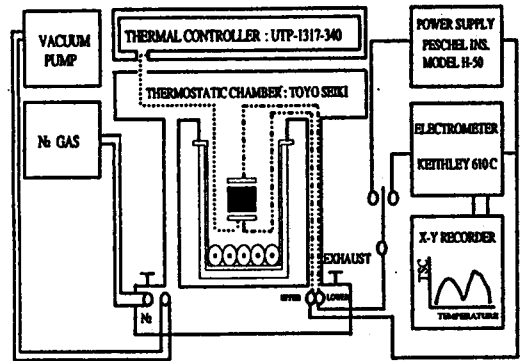 VACUUM
PUMP
THERMAL CONTROLLER : UTP-1317-340
POWER SUPPLY
PESCHEL INS.
MODEL H-50
THERMOSTATIC CHAMBER : TOYO SEIKI
N₂ GAS
ELECTROMETER
KEITHLEY 610 C
X-Y RECORDER
TSC
TEMPERATURE
EXHAUST
N₂
UPPER
LOWER